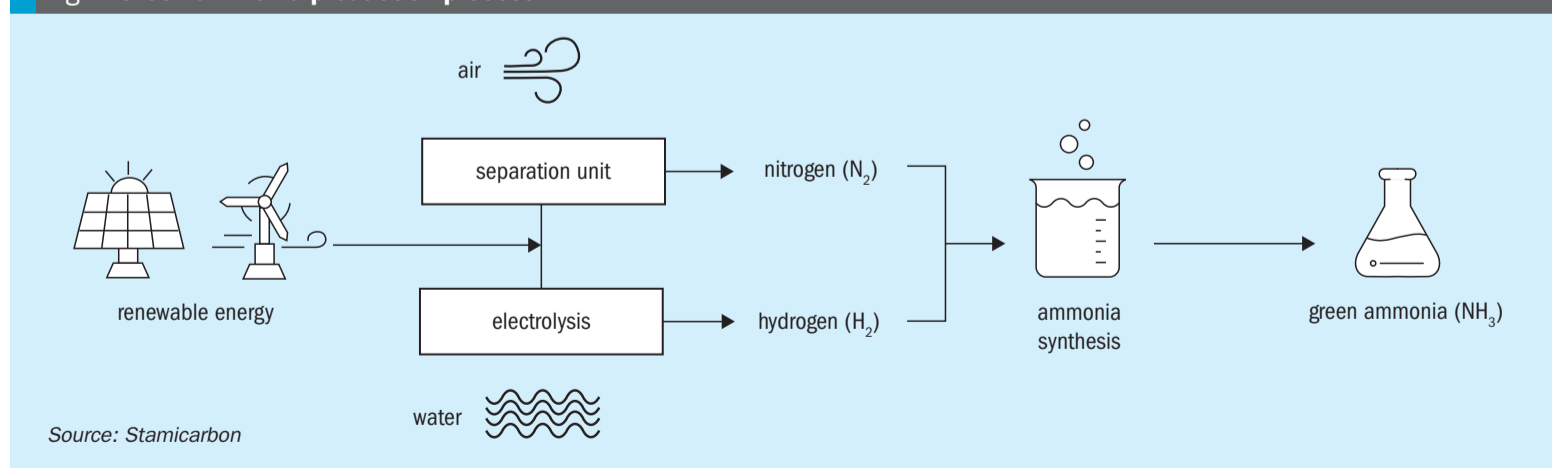 air
separation unit
nitrogen (N₂)
renewable energy
electrolysis
hydrogen (H₂)
ammonia
synthesis
green ammonia (NH₃)
water
Source: Stamicarbon